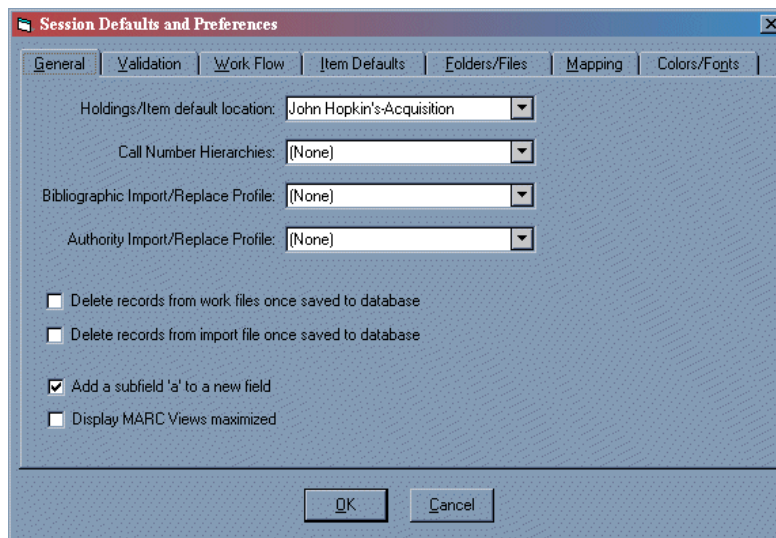 Session Defaults and Preferences
General Validation Work Flow Item Defaults Folders/Files Mapping Colors/Fonts
Holdings/Item default location: John Hopkin's-Acquisition
Call Number Hierarchies: (None)
Bibliographic Import/Replace Profile: (None)
Authority Import/Replace Profile: (None)
Delete records from work files once saved to database
Delete records from import file once saved to database
Add a subfield 'a' to a new field
Display MARC Views maximized
OK Cancel